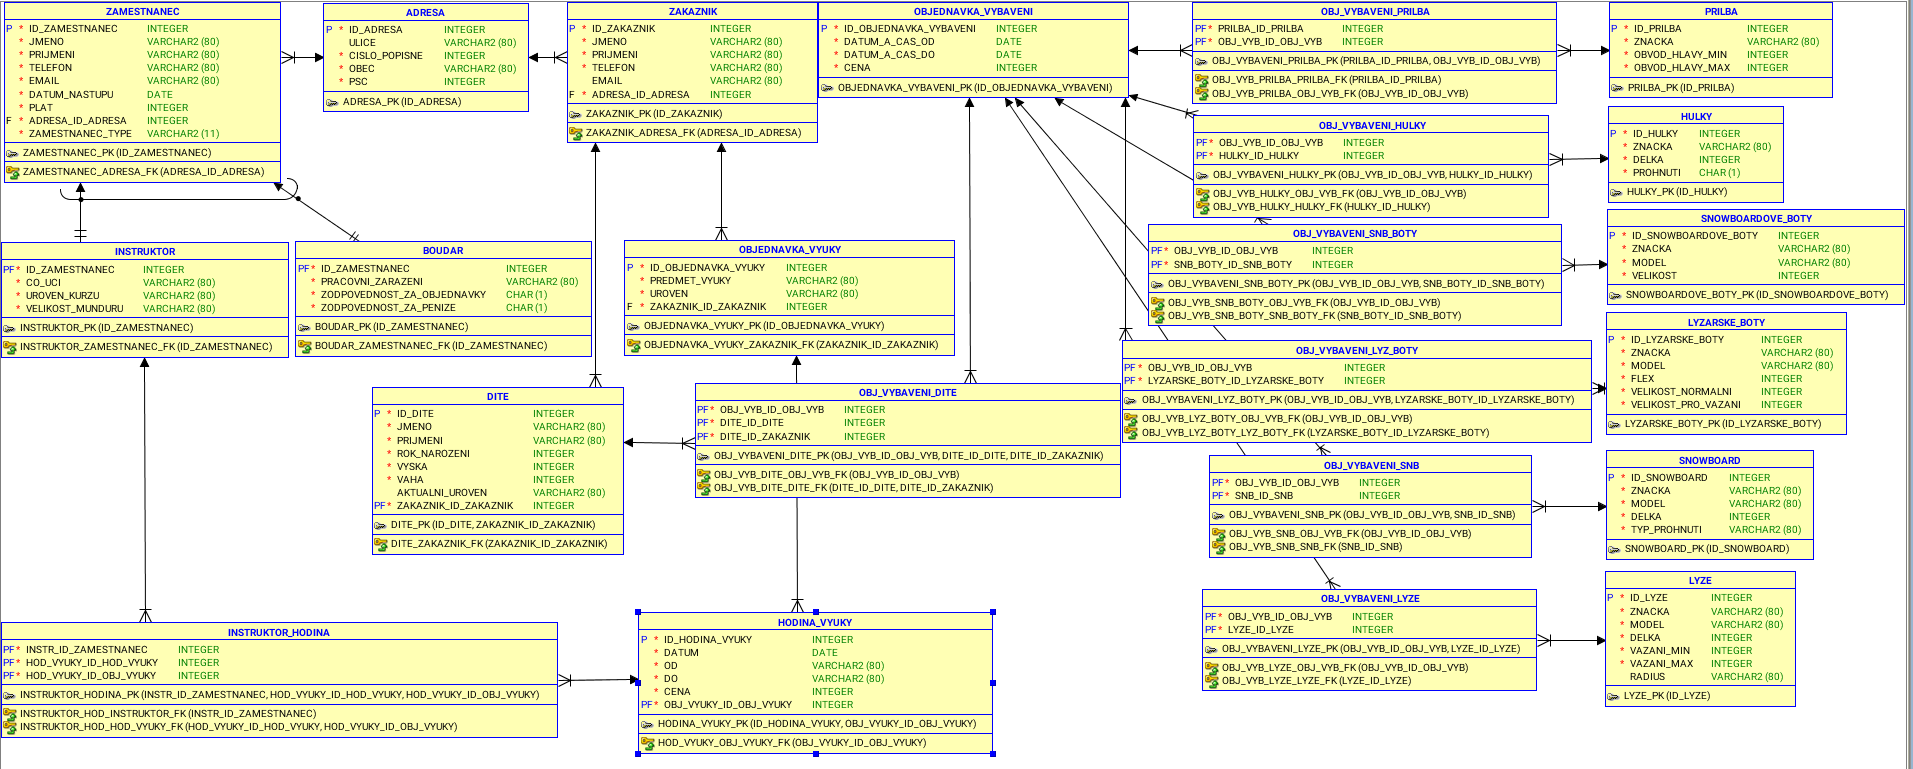 ZAMESTNANEC
P * ID_ZAMESTNANEC INTEGER
* JMENO VARCHAR2 (80)
* PRIJMENI VARCHAR2 (80)
* TELEFON VARCHAR2 (80)
* EMAIL VARCHAR2 (80)
* DATUM_NASTUPU DATE
* PLAT INTEGER
F * ADRESA_ID_ADRESA INTEGER
* ZAMESTNANEC_TYPE VARCHAR2 (11)
ZAMESTNANEC_PK (ID_ZAMESTNANEC)
ZAMESTNANEC_ADRESA_FK (ADRESA_ID_ADRESA)
ADRESA
P * ID_ADRESA INTEGER
ULICE VARCHAR2 (80)
* CISLO_POPISNE INTEGER
* OBEC VARCHAR2 (80)
* PSC INTEGER
ADRESA_PK (ID_ADRESA)
ZAKAZNIK
P * ID_ZAKAZNIK INTEGER
* JMENO VARCHAR2 (80)
* PRIJMENI VARCHAR2 (80)
* TELEFON VARCHAR2 (80)
EMAIL VARCHAR2 (80)
F * ADRESA_ID_ADRESA INTEGER
ZAKAZNIK_PK (ID_ZAKAZNIK)
ZAKAZNIK_ADRESA_FK (ADRESA_ID_ADRESA)
OBJEDNAVKA_VYBAVENI
P * ID_OBJEDNAVKA_VYBAVENI INTEGER
* DATUM_A_CAS_OD DATE
* DATUM_A_CAS_DO DATE
* CENA INTEGER
OBJEDNAVKA_VYBAVENI_PK (ID_OBJEDNAVKA_VYBAVENI)
OBJ_VYBAVENI_PRILBA
PF* PRILBA_ID_PRILBA INTEGER
PF* OBJ_VYB_ID_OBJ_VYB INTEGER
OBJ_VYBAVENI_PRILBA_PK (PRILBA_ID_PRILBA, OBJ_VYB_ID_OBJ_VYB)
OBJ_VYB_PRILBA_PRILBA_FK (PRILBA_ID_PRILBA)
OBJ_VYB_PRILBA_OBJ_VYB_FK (OBJ_VYB_ID_OBJ_VYB)
PRILBA
P * ID_PRILBA INTEGER
* ZNACKA VARCHAR2 (80)
* OBVOD_HLAVY_MIN INTEGER
* OBVOD_HLAVY_MAX INTEGER
PRILBA_PK (ID_PRILBA)
OBJ_VYBAVENI_HULKY
PF* OBJ_VYB_ID_OBJ_VYB INTEGER
PF* HULKY_ID_HULKY INTEGER
OBJ_VYBAVENI_HULKY_PK (OBJ_VYB_ID_OBJ_VYB, HULKY_ID_HULKY)
OBJ_VYB_HULKY_OBJ_VYB_FK (OBJ_VYB_ID_OBJ_VYB)
OBJ_VYB_HULKY_HULKY_FK (HULKY_ID_HULKY)
HULKY
P * ID_HULKY INTEGER
* ZNACKA VARCHAR2 (80)
* DELKA INTEGER
* PROHNUTI CHAR (1)
HULKY_PK (ID_HULKY)
OBJ_VYBAVENI_SNB_BOTY
PF* OBJ_VYB_ID_OBJ_VYB INTEGER
PF* SNB_BOTY_ID_SNB_BOTY INTEGER
OBJ_VYBAVENI_SNB_BOTY_PK (OBJ_VYB_ID_OBJ_VYB, SNB_BOTY_ID_SNB_BOTY)
OBJ_VYB_SNB_BOTY_OBJ_VYB_FK (OBJ_VYB_ID_OBJ_VYB)
OBJ_VYB_SNB_BOTY_SNB_BOTY_FK (SNB_BOTY_ID_SNB_BOTY)
SNOWBOARDOVE_BOTY
P * ID_SNOWBOARDOVE_BOTY INTEGER
* ZNACKA VARCHAR2 (80)
* MODEL VARCHAR2 (80)
* VELIKOST INTEGER
SNOWBOARDOVE_BOTY_PK (ID_SNOWBOARDOVE_BOTY)
INSTRUKTOR
PF* ID_ZAMESTNANEC INTEGER
* CO_UCI VARCHAR2 (80)
* UROVEN_KURZU VARCHAR2 (80)
* VELIKOST_MUNDURU VARCHAR2 (80)
INSTRUKTOR_PK (ID_ZAMESTNANEC)
INSTRUKTOR_ZAMESTNANEC_FK (ID_ZAMESTNANEC)
BOUDAR
PF* ID_ZAMESTNANEC INTEGER
* PRACOVNI_ZARAZENI VARCHAR2 (80)
* ZODPOVEDNOST_ZA_OBJEDNAVKY CHAR (1)
* ZODPOVEDNOST_ZA_PENIZE CHAR (1)
BOUDAR_PK (ID_ZAMESTNANEC)
BOUDAR_ZAMESTNANEC_FK (ID_ZAMESTNANEC)
OBJEDNAVKA_VYUKY
P * ID_OBJEDNAVKA_VYUKY INTEGER
* PREDMET_VYUKY VARCHAR2 (80)
* UROVEN VARCHAR2 (80)
F * ZAKAZNIK_ID_ZAKAZNIK INTEGER
OBJEDNAVKA_VYUKY_PK (ID_OBJEDNAVKA_VYUKY)
OBJEDNAVKA_VYUKY_ZAKAZNIK_FK (ZAKAZNIK_ID_ZAKAZNIK)
OBJ_VYBAVENI_LYZ_BOTY
PF* OBJ_VYB_ID_OBJ_VYB INTEGER
PF* LYZARSKE_BOTY_ID_LYZARSKE_BOTY INTEGER
OBJ_VYBAVENI_LYZ_BOTY_PK (OBJ_VYB_ID_OBJ_VYB, LYZARSKE_BOTY_ID_LYZARSKE_BOTY)
OBJ_VYB_LYZ_BOTY_OBJ_VYB_FK (OBJ_VYB_ID_OBJ_VYB)
OBJ_VYB_LYZ_BOTY_LYZ_BOTY_FK (LYZARSKE_BOTY_ID_LYZARSKE_BOTY)
LYZARSKE_BOTY
P * ID_LYZARSKE_BOTY INTEGER
* ZNACKA VARCHAR2 (80)
* MODEL VARCHAR2 (80)
* FLEX INTEGER
* VELIKOST_NORMALNI INTEGER
* VELIKOST_PRO_VAZANI INTEGER
LYZARSKE_BOTY_PK (ID_LYZARSKE_BOTY)
DITE
P * ID_DITE INTEGER
* JMENO VARCHAR2 (80)
* PRIJMENI VARCHAR2 (80)
* ROK_NAROZENI INTEGER
* VYSKA INTEGER
* VAHA INTEGER
AKTUALNI_UROVEN VARCHAR2 (80)
PF* ZAKAZNIK_ID_ZAKAZNIK INTEGER
DITE_PK (ID_DITE, ZAKAZNIK_ID_ZAKAZNIK)
DITE_ZAKAZNIK_FK (ZAKAZNIK_ID_ZAKAZNIK)
OBJ_VYBAVENI_DITE
PF* OBJ_VYB_ID_OBJ_VYB INTEGER
PF* DITE_ID_DITE INTEGER
PF* DITE_ID_ZAKAZNIK INTEGER
OBJ_VYBAVENI_DITE_PK (OBJ_VYB_ID_OBJ_VYB, DITE_ID_DITE, DITE_ID_ZAKAZNIK)
OBJ_VYB_DITE_OBJ_VYB_FK (OBJ_VYB_ID_OBJ_VYB)
OBJ_VYB_DITE_DITE_FK (DITE_ID_DITE, DITE_ID_ZAKAZNIK)
OBJ_VYBAVENI_SNB
PF* OBJ_VYB_ID_OBJ_VYB INTEGER
PF* SNB_ID_SNB INTEGER
OBJ_VYBAVENI_SNB_PK (OBJ_VYB_ID_OBJ_VYB, SNB_ID_SNB)
OBJ_VYB_SNB_OBJ_VYB_FK (OBJ_VYB_ID_OBJ_VYB)
OBJ_VYB_SNB_SNB_FK (SNB_ID_SNB)
SNOWBOARD
P * ID_SNOWBOARD INTEGER
* ZNACKA VARCHAR2 (80)
* MODEL VARCHAR2 (80)
* DELKA INTEGER
* TYP_PROHNUTI VARCHAR2 (80)
SNOWBOARD_PK (ID_SNOWBOARD)
INSTRUKTOR_HODINA
PF* INSTR_ID_ZAMESTNANEC INTEGER
PF* HOD_VYUKY_ID_HOD_VYUKY INTEGER
PF* HOD_VYUKY_ID_OBJ_VYUKY INTEGER
INSTRUKTOR_HODINA_PK (INSTR_ID_ZAMESTNANEC, HOD_VYUKY_ID_HOD_VYUKY, HOD_VYUKY_ID_OBJ_VYUKY)
INSTRUKTOR_HOD_INSTRUKTOR_FK (INSTR_ID_ZAMESTNANEC)
INSTRUKTOR_HOD_HOD_VYUKY_FK (HOD_VYUKY_ID_HOD_VYUKY, HOD_VYUKY_ID_OBJ_VYUKY)
HODINA_VYUKY
P * ID_HODINA_VYUKY INTEGER
* DATUM DATE
* OD VARCHAR2 (80)
* DO VARCHAR2 (80)
* CENA INTEGER
PF* OBJ_VYUKY_ID_OBJ_VYUKY INTEGER
HODINA_VYUKY_PK (ID_HODINA_VYUKY, OBJ_VYUKY_ID_OBJ_VYUKY)
HOD_VYUKY_OBJ_VYUKY_FK (OBJ_VYUKY_ID_OBJ_VYUKY)
OBJ_VYBAVENI_LYZE
PF* OBJ_VYB_ID_OBJ_VYB INTEGER
PF* LYZE_ID_LYZE INTEGER
OBJ_VYBAVENI_LYZE_PK (OBJ_VYB_ID_OBJ_VYB, LYZE_ID_LYZE)
OBJ_VYB_LYZE_OBJ_VYB_FK (OBJ_VYB_ID_OBJ_VYB)
OBJ_VYB_LYZE_LYZE_FK (LYZE_ID_LYZE)
LYZE
P * ID_LYZE INTEGER
* ZNACKA VARCHAR2 (80)
* MODEL VARCHAR2 (80)
* DELKA INTEGER
* VAZANI_MIN INTEGER
* VAZANI_MAX INTEGER
RADIUS VARCHAR2 (80)
LYZE_PK (ID_LYZE)